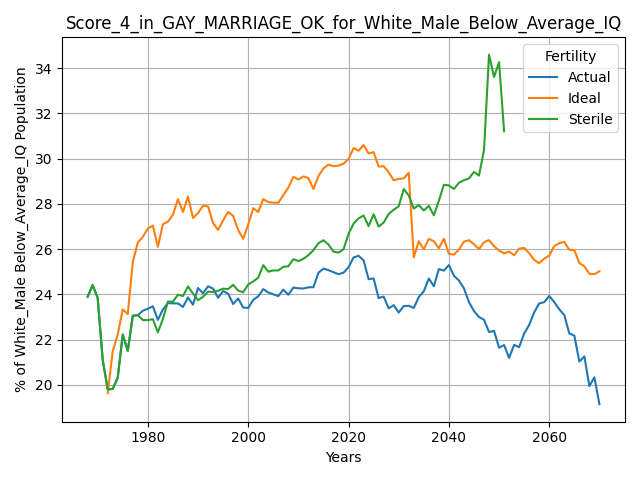 Score_4_in_GAY_MARRIAGE_OK_for_White_Male_Below_Average_IQ
Fertility
Actual
Ideal
Sterile
% of White_Male Below_Average_IQ Population
34
32
30
28
26
24
22
20
1980
2000
2020
2040
2060
Years